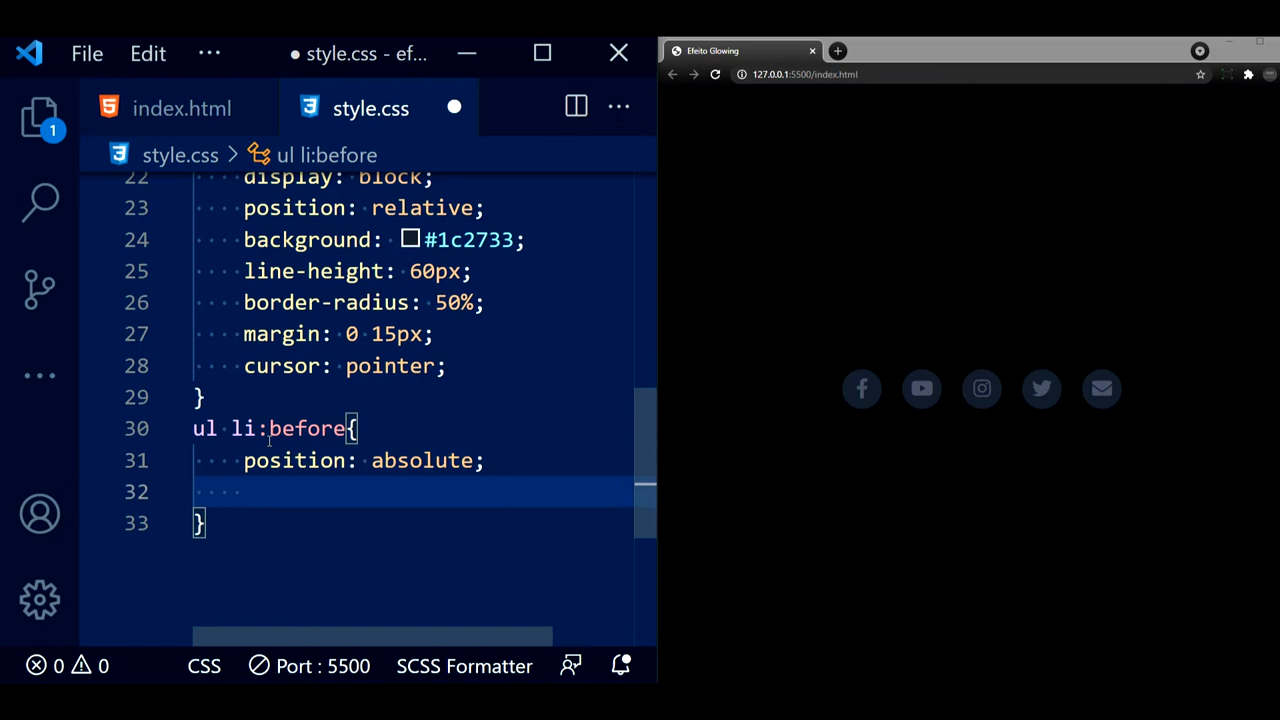 File Edit ··· ● style.css - ef...
index.html style.css ···
style.css > ul li:before
22 display: block;
23 position: relative;
24 background: #1c2733;
25 line-height: 60px;
26 border-radius: 50%;
27 margin: 0 15px;
28 cursor: pointer;
29 }
30 ul li:before{
31 position: absolute;
32
33 }
1
0 0 CSS Port : 5500 SCSS Formatter
Efeito Glowing
127.0.0.1:5500/index.html